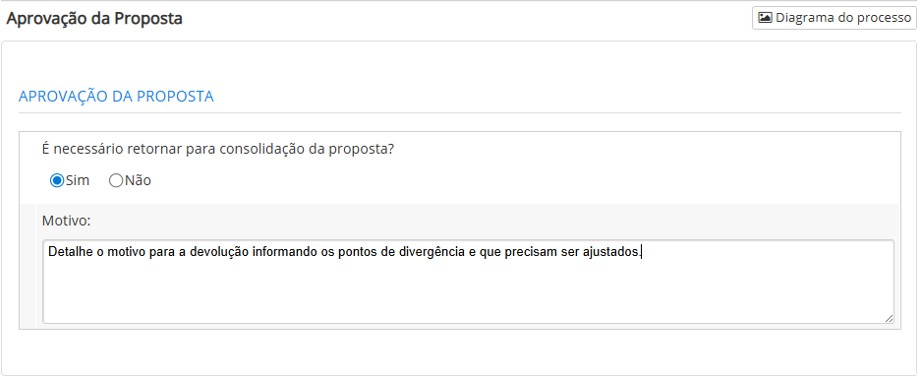 Aprovação da Proposta
Diagrama do processo
APROVAÇÃO DA PROPOSTA
É necessário retornar para consolidação da proposta?
Sim Não
Motivo:
Detalhe o motivo para a devolução informando os pontos de divergência e que precisam ser ajustados.